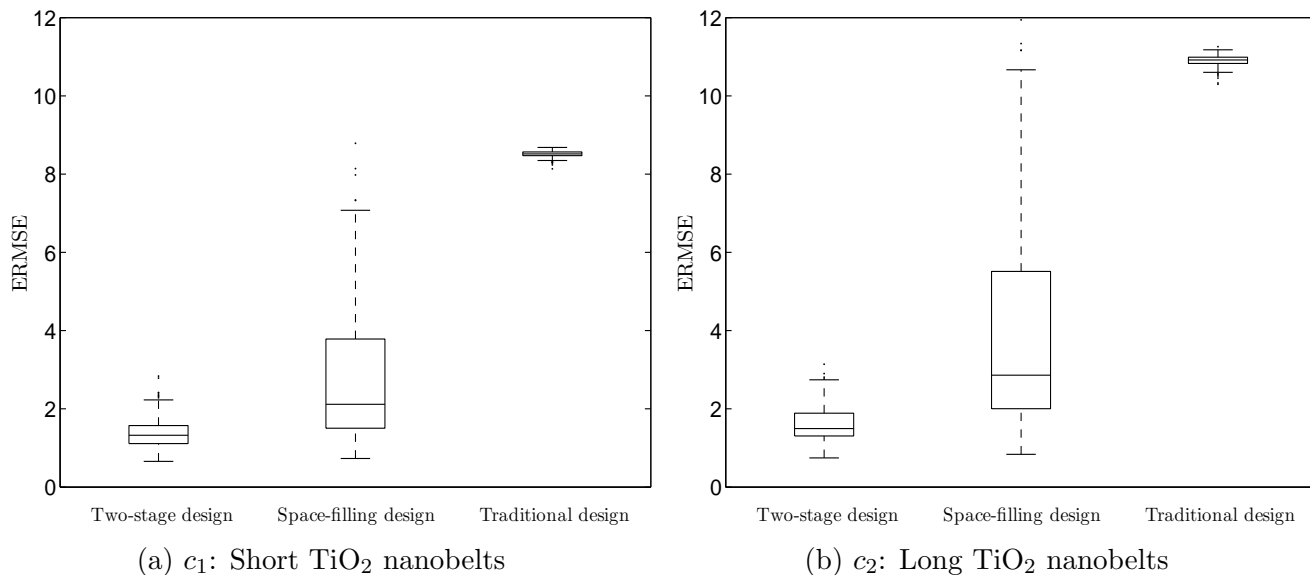 12
10
8
6
4
2
0
ERMSE
Two-stage design Space-filling design Traditional design
(a) c₁: Short TiO₂ nanobelts
12
10
8
6
4
2
0
ERMSE
Two-stage design Space-filling design Traditional design
(b) c₂: Long TiO₂ nanobelts